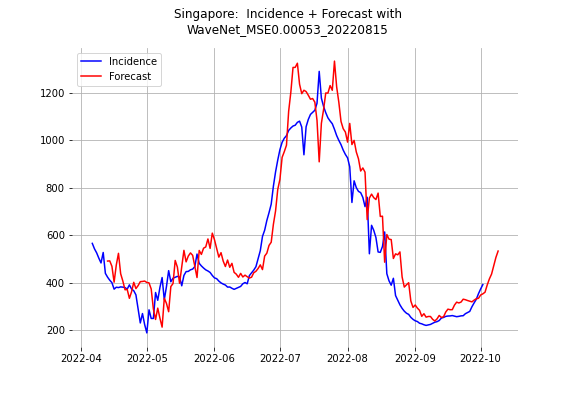 Singapore: Incidence + Forecast with
WaveNet_MSE0.00053_20220815
Incidence
Forecast
1200
1000
800
600
400
200
2022-04 2022-05 2022-06 2022-07 2022-08 2022-09 2022-10